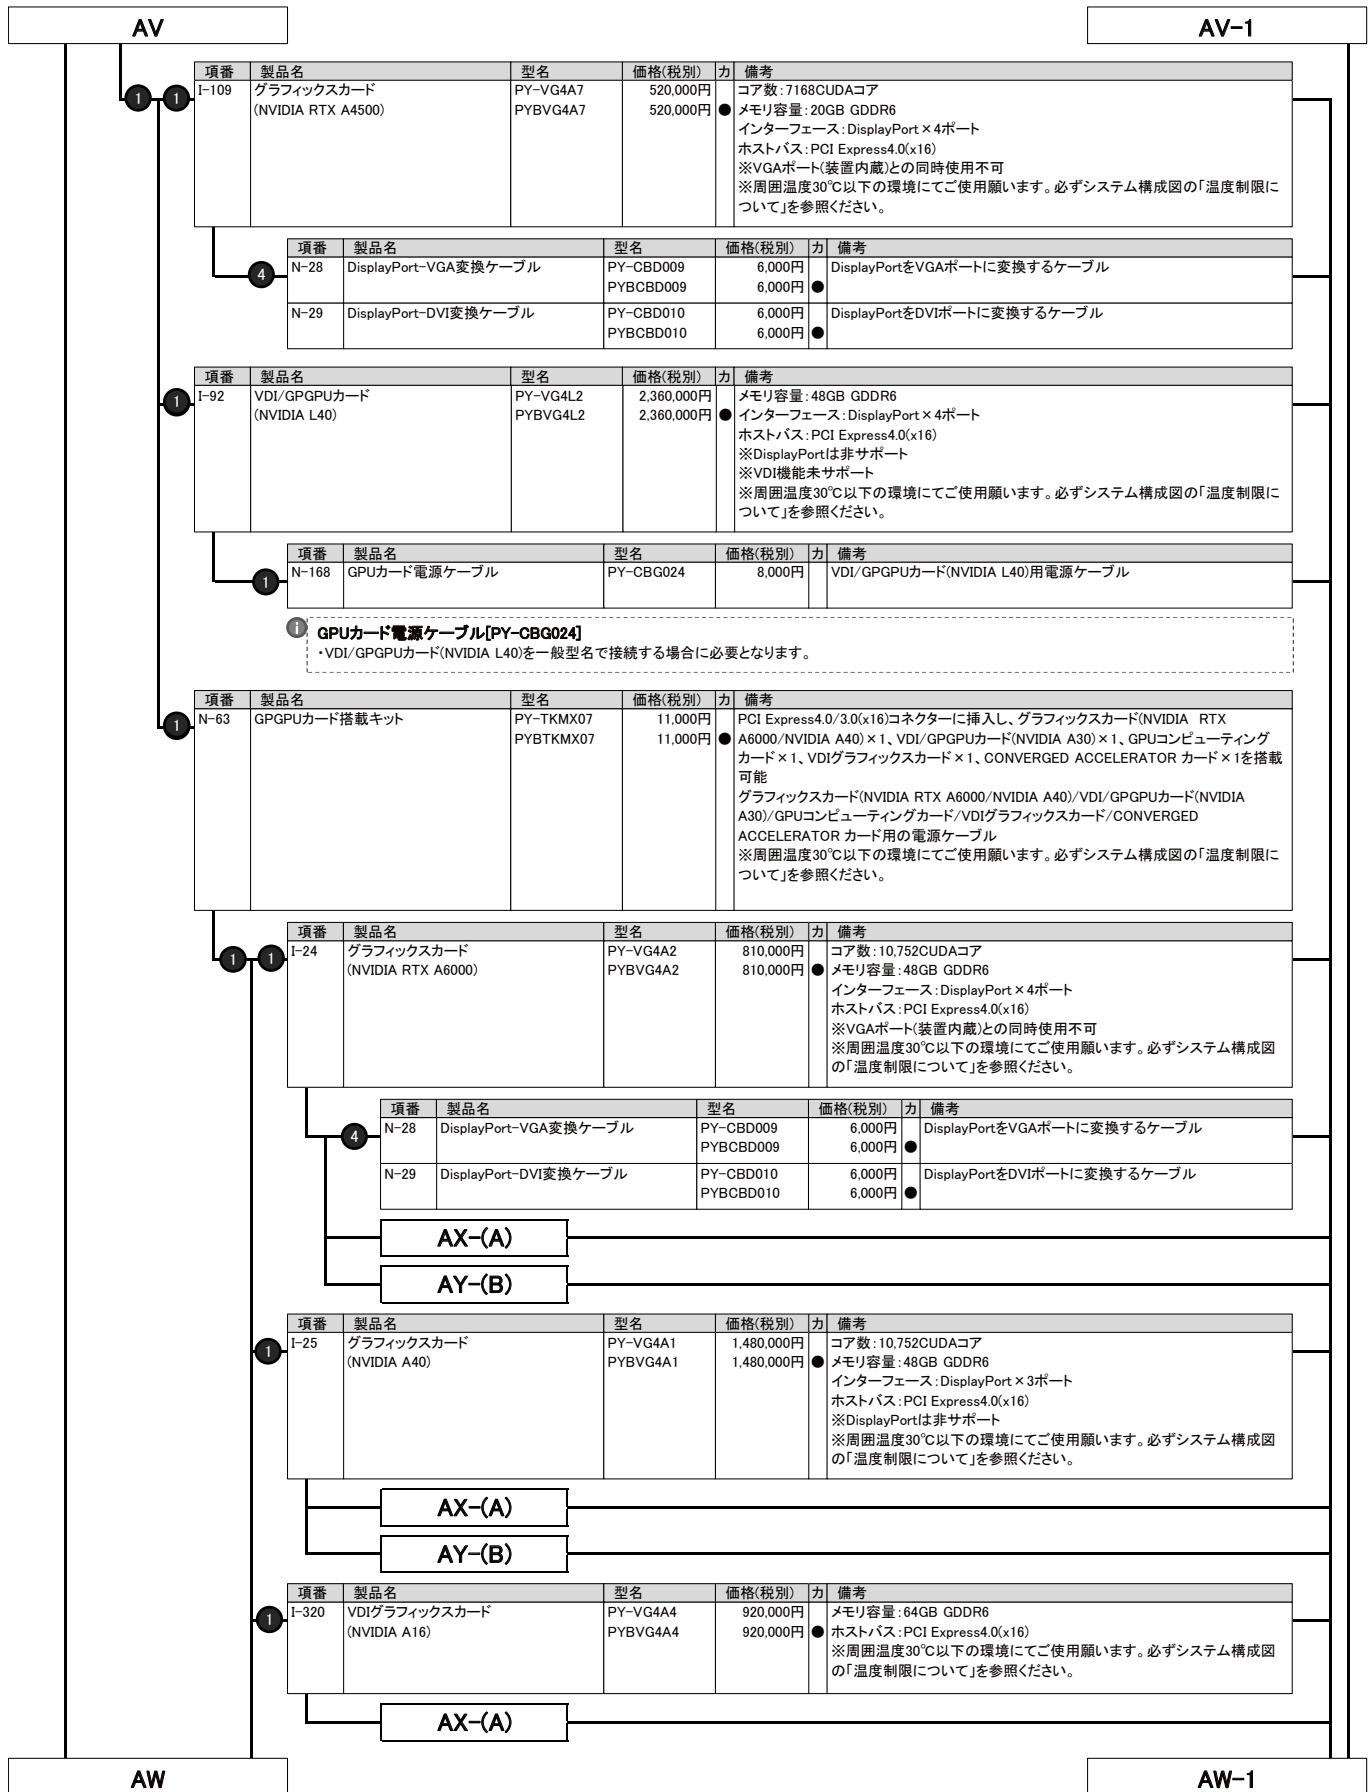 AV
AV-1
項番 製品名 型名 価格(税別) カ 備考
1 1 I-109 グラフィックスカード PY-VG4A7 520,000円 コア数：7168CUDAコア
(NVIDIA RTX A4500) PYBVG4A7 520,000円 ● メモリ容量：20GB GDDR6
インターフェース：DisplayPort×4ポート
ホストバス：PCI Express4.0(x16)
※VGAポート(装置内蔵)との同時使用不可
※周囲温度30℃以下の環境にてご使用願います。必ずシステム構成図の「温度制限に
ついて」を参照ください。
項番 製品名 型名 価格(税別) カ 備考
4 N-28 DisplayPort-VGA変換ケーブル PY-CBD009 6,000円 DisplayPortをVGAポートに変換するケーブル
PYBCBD009 6,000円 ●
N-29 DisplayPort-DVI変換ケーブル PY-CBD010 6,000円 DisplayPortをDVIポートに変換するケーブル
PYBCBD010 6,000円 ●
項番 製品名 型名 価格(税別) カ 備考
1 I-92 VDI/GPGPUカード PY-VG4L2 2,360,000円 メモリ容量：48GB GDDR6
(NVIDIA L40) PYBVG4L2 2,360,000円 ● インターフェース：DisplayPort×4ポート
ホストバス：PCI Express4.0(x16)
※DisplayPortは非サポート
※VDI機能未サポート
※周囲温度30℃以下の環境にてご使用願います。必ずシステム構成図の「温度制限に
ついて」を参照ください。
項番 製品名 型名 価格(税別) カ 備考
1 N-168 GPUカード電源ケーブル PY-CBG024 8,000円 VDI/GPGPUカード(NVIDIA L40)用電源ケーブル
i GPUカード電源ケーブル[PY-CBG024]
・VDI/GPGPUカード(NVIDIA L40)を一般型名で接続する場合に必要となります。
項番 製品名 型名 価格(税別) カ 備考
1 N-63 GPGPUカード搭載キット PY-TKMX07 11,000円 PCI Express4.0/3.0(x16)コネクターに挿入し、グラフィックスカード(NVIDIA RTX
PYBTKMX07 11,000円 ● A6000/NVIDIA A40)×1、VDI/GPGPUカード(NVIDIA A30)×1、GPUコンピューティング
カード×1、VDIグラフィックスカード×1、CONVERGED ACCELERATOR カード×1を搭載
可能
グラフィックスカード(NVIDIA RTX A6000/NVIDIA A40)/VDI/GPGPUカード(NVIDIA
A30)/GPUコンピューティングカード/VDIグラフィックスカード/CONVERGED
ACCELERATOR カード用の電源ケーブル
※周囲温度30℃以下の環境にてご使用願います。必ずシステム構成図の「温度制限に
ついて」を参照ください。
項番 製品名 型名 価格(税別) カ 備考
1 1 I-24 グラフィックスカード PY-VG4A2 810,000円 コア数：10,752CUDAコア
(NVIDIA RTX A6000) PYBVG4A2 810,000円 ● メモリ容量：48GB GDDR6
インターフェース：DisplayPort×4ポート
ホストバス：PCI Express4.0(x16)
※VGAポート(装置内蔵)との同時使用不可
※周囲温度30℃以下の環境にてご使用願います。必ずシステム構成図
の「温度制限について」を参照ください。
項番 製品名 型名 価格(税別) カ 備考
4 N-28 DisplayPort-VGA変換ケーブル PY-CBD009 6,000円 DisplayPortをVGAポートに変換するケーブル
PYBCBD009 6,000円 ●
N-29 DisplayPort-DVI変換ケーブル PY-CBD010 6,000円 DisplayPortをDVIポートに変換するケーブル
PYBCBD010 6,000円 ●
AX-(A)
AY-(B)
項番 製品名 型名 価格(税別) カ 備考
1 I-25 グラフィックスカード PY-VG4A1 1,480,000円 コア数：10,752CUDAコア
(NVIDIA A40) PYBVG4A1 1,480,000円 ● メモリ容量：48GB GDDR6
インターフェース：DisplayPort×3ポート
ホストバス：PCI Express4.0(x16)
※DisplayPortは非サポート
※周囲温度30℃以下の環境にてご使用願います。必ずシステム構成図
の「温度制限について」を参照ください。
AX-(A)
AY-(B)
項番 製品名 型名 価格(税別) カ 備考
1 I-320 VDIグラフィックスカード PY-VG4A4 920,000円 メモリ容量：64GB GDDR6
(NVIDIA A16) PYBVG4A4 920,000円 ● ホストバス：PCI Express4.0(x16)
※周囲温度30℃以下の環境にてご使用願います。必ずシステム構成図
の「温度制限について」を参照ください。
AX-(A)
AW
AW-1